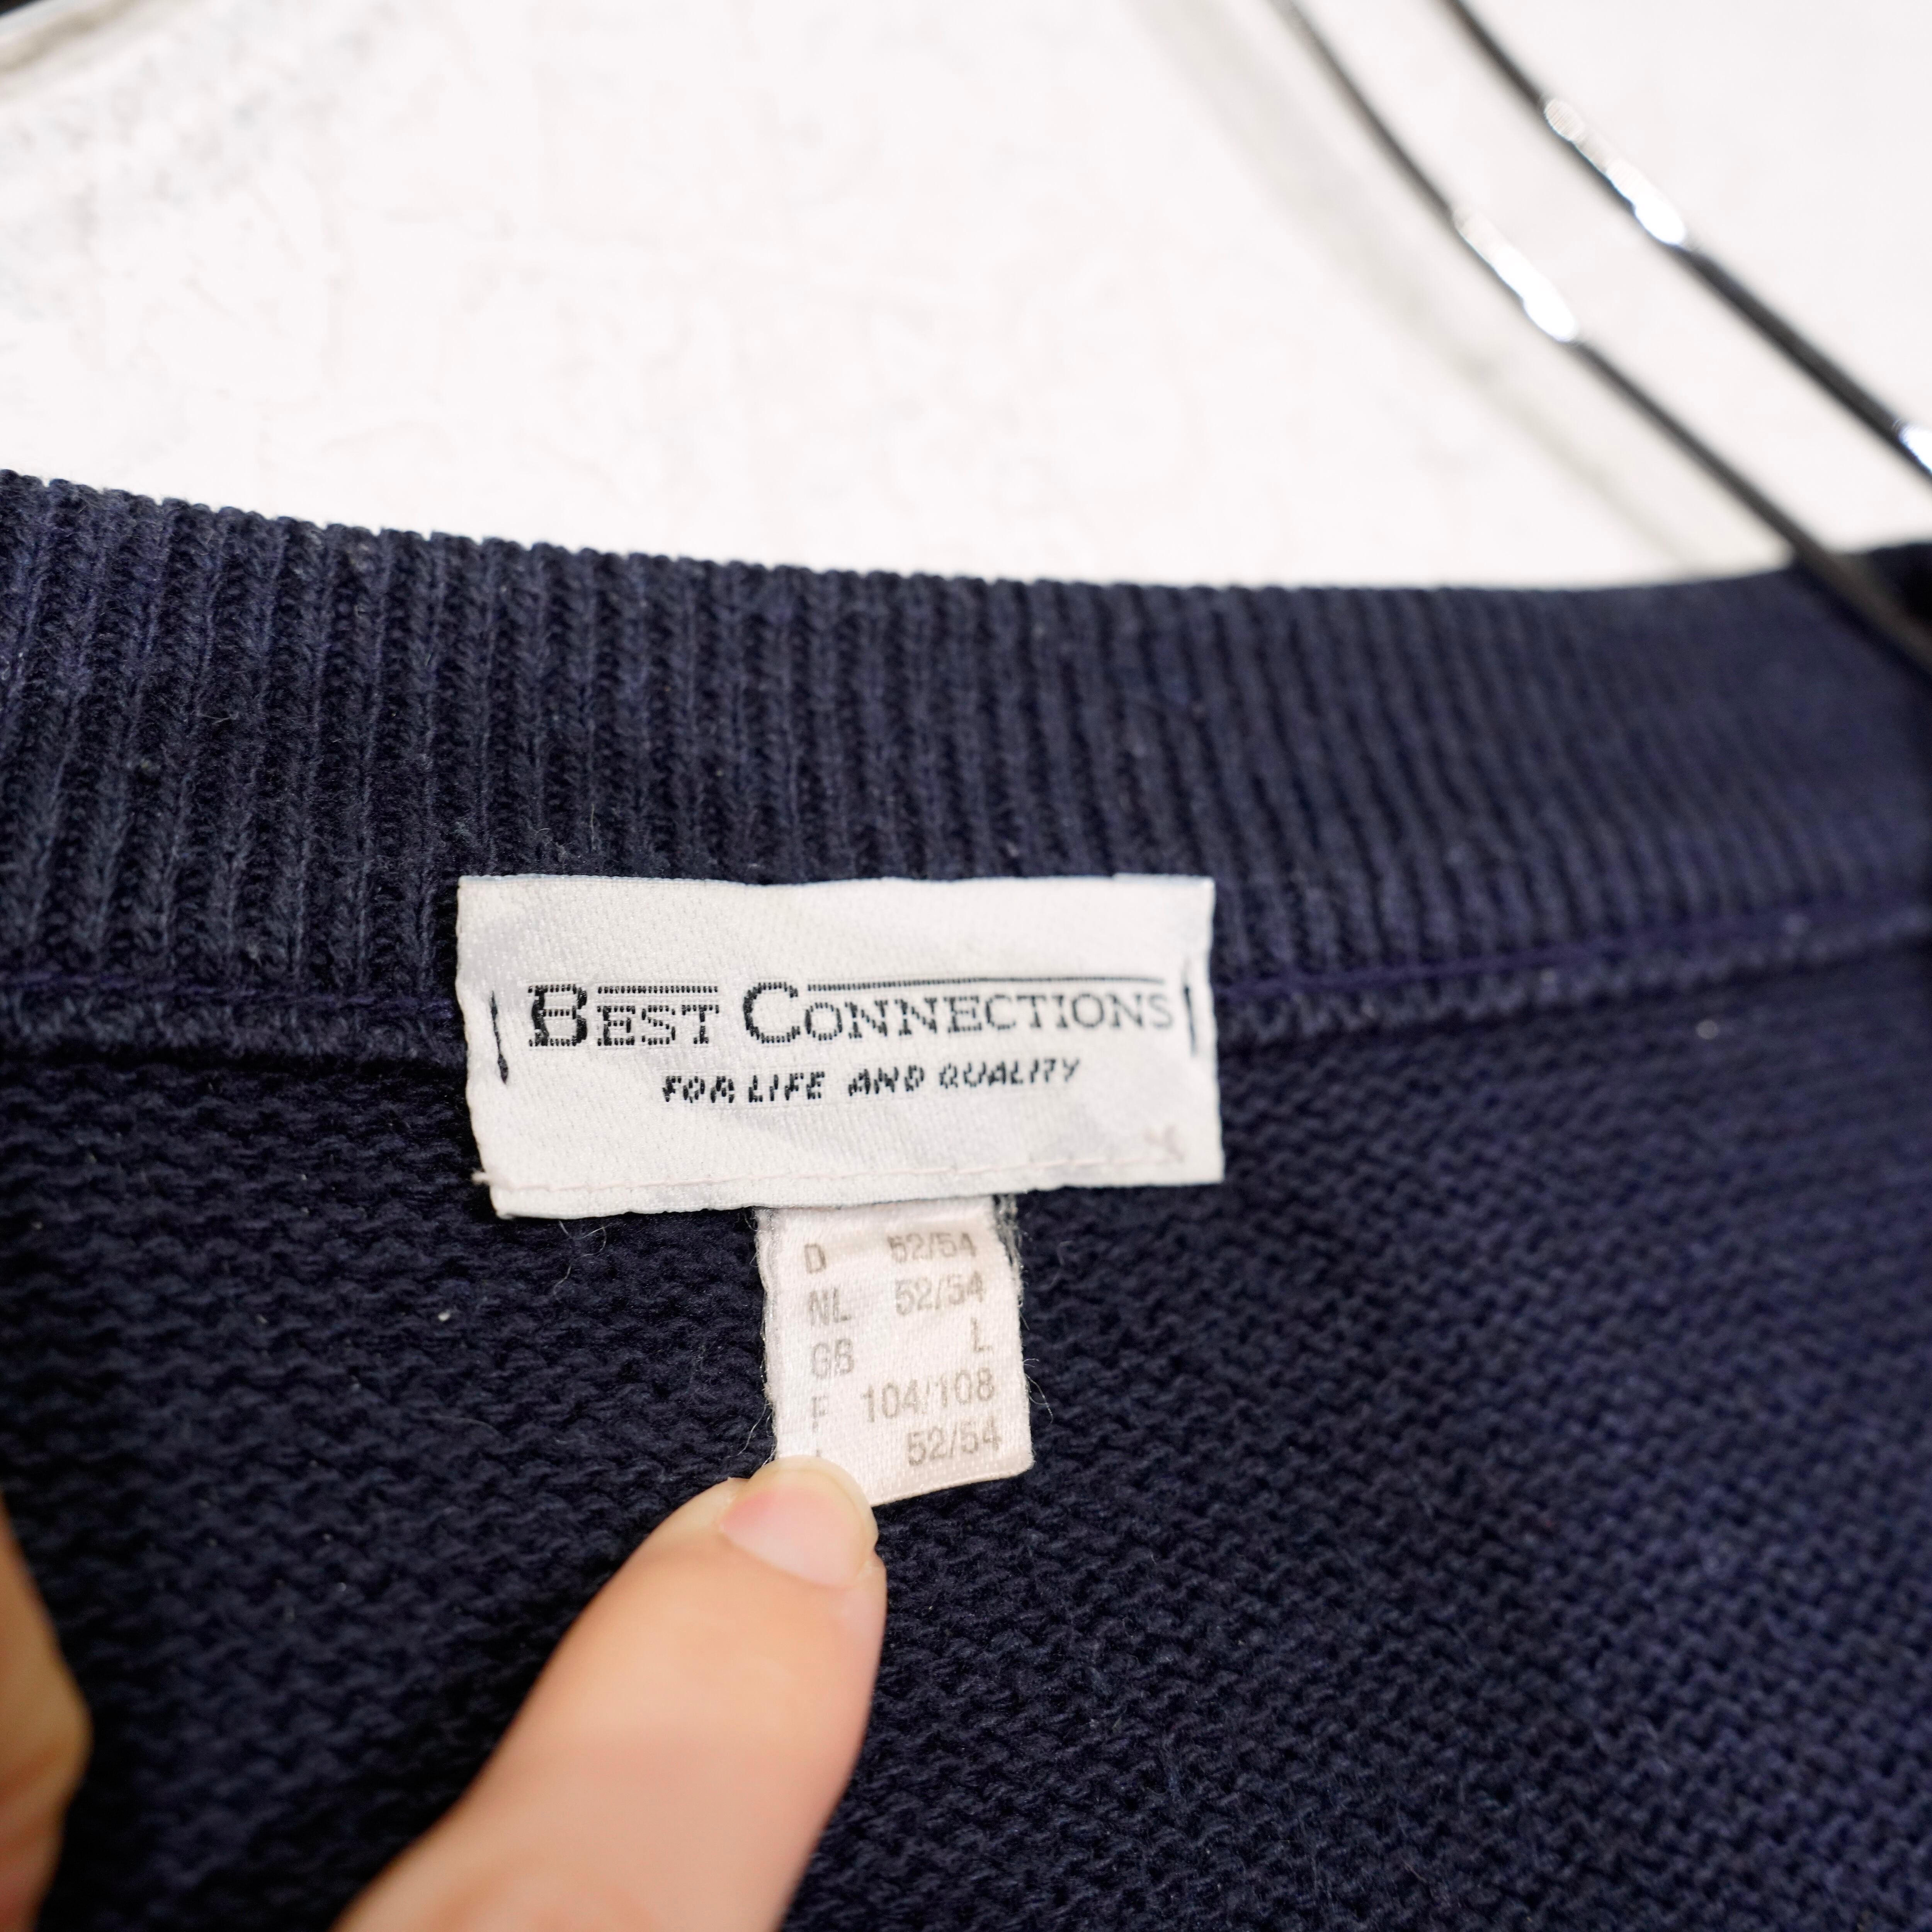 BEST CONNECTIONS
FOR LIFE AND QUALITY
D 52/54
NL 52/54
GB L
F 104/108
52/54